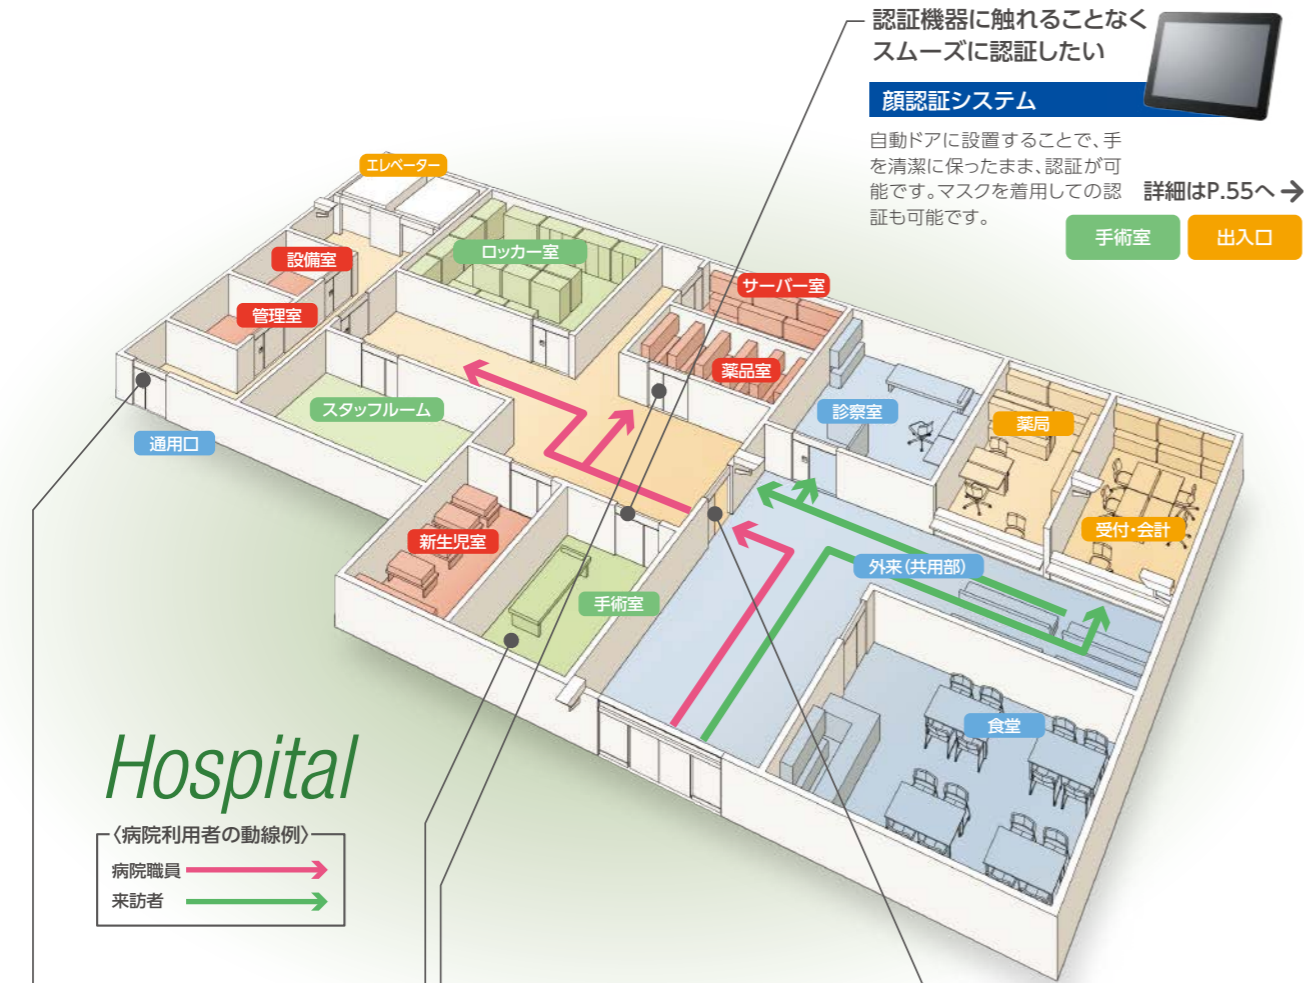 認証機器に触れることなく
スムーズに認証したい
顔認証システム
自動ドアに設置することで、手
を清潔に保ったまま、認証が可
能です。マスクを着用しての認
証も可能です。
詳細はP.55へ
手術室
出入口
エレベーター
ロッカー室
設備室
サーバー室
管理室
薬品室
スタッフルーム
診察室
薬局
通用口
受付・会計
新生児室
外来(共用部)
手術室
食堂
Hospital
〈病院利用者の動線例〉
病院職員
来訪者